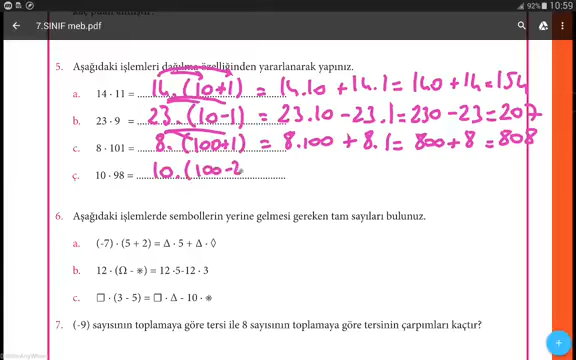 92% 10:59
7.SINIF meb.pdf
5. Aşağıdaki işlemleri dağılma özelliğinden yararlanarak yapınız.
a. 14 · 11 = 14.(10+1) = 14.10 + 14.1 = 140 + 14 = 154
b. 23 · 9 = 23.(10-1) = 23.10 - 23.1 = 230 - 23 = 207
c. 8 · 101 = 8.(100+1) = 8.100 + 8.1 = 800 + 8 = 808
ç. 10 · 98 = 10.(100-2
6. Aşağıdaki işlemlerde sembollerin yerine gelmesi gereken tam sayıları bulunuz.
a. (-7) · (5 + 2) = Δ · 5 + Δ · ◊
b. 12 · (Ω - ⁕) = 12 ·5-12 · 3
c. ❒ · (3 - 5) = ❒ · Δ - 10 · ⁕
7. (-9) sayısının toplamaya göre tersi ile 8 sayısının toplamaya göre tersinin çarpımları kaçtır?